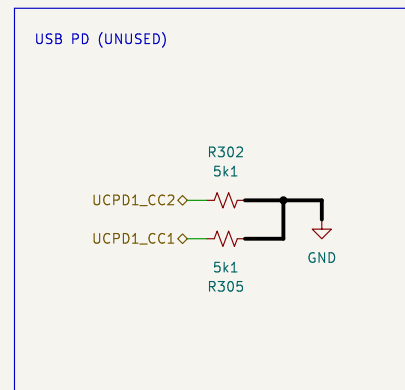 USB PD (UNUSED)
R302
5k1
UCPD1_CC2
UCPD1_CC1
GND
5k1
R305